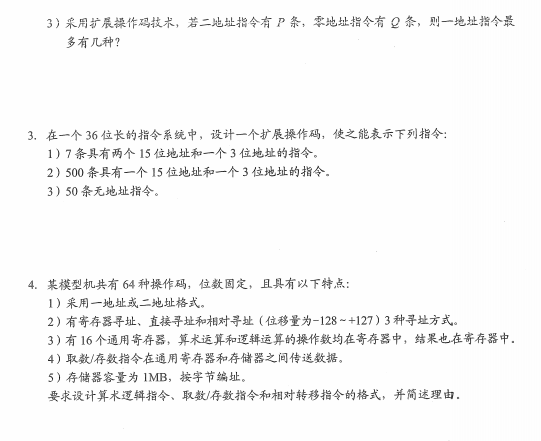 3）采用扩展操作码技术，若二地址指令有 P 条，零地址指令有 Q 条，则一地址指令最
多有几种？
3. 在一个 36 位长的指令系统中，设计一个扩展操作码，使之能表示下列指令：
1）7 条具有两个 15 位地址和一个 3 位地址的指令。
2）500 条具有一个 15 位地址和一个 3 位地址的指令。
3）50 条无地址指令。
4. 某模型机共有 64 种操作码，位数固定，且具有以下特点：
1）采用一地址或二地址格式。
2）有寄存器寻址、直接寻址和相对寻址（位移量为−128～+127）3 种寻址方式。
3）有 16 个通用寄存器，算术运算和逻辑运算的操作数均在寄存器中，结果也在寄存器中．
4）取数/存数指令在通用寄存器和存储器之间传送数据。
5）存储器容量为 1MB，按字节编址。
要求设计算术逻辑指令、取数/存数指令和相对转移指令的格式，并简述理由．